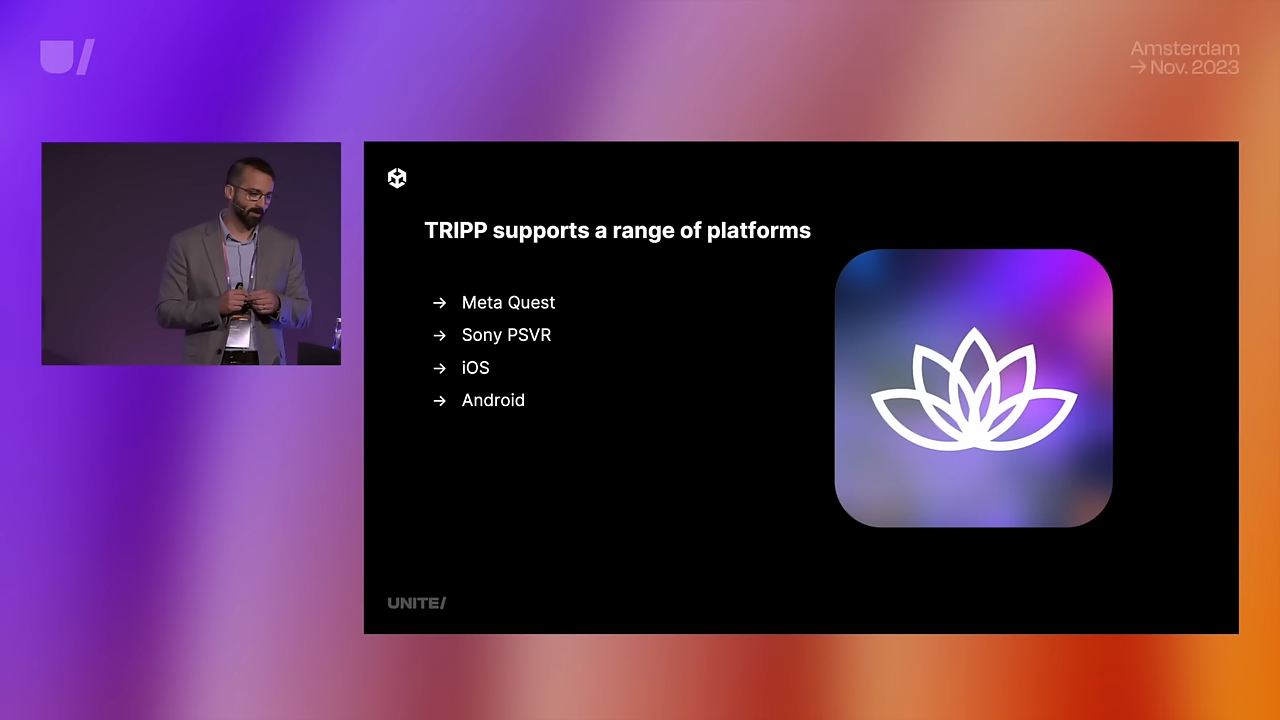 U/
Amsterdam
→ Nov. 2023
TRIPP supports a range of platforms
→ Meta Quest
→ Sony PSVR
→ iOS
→ Android
UNITE/